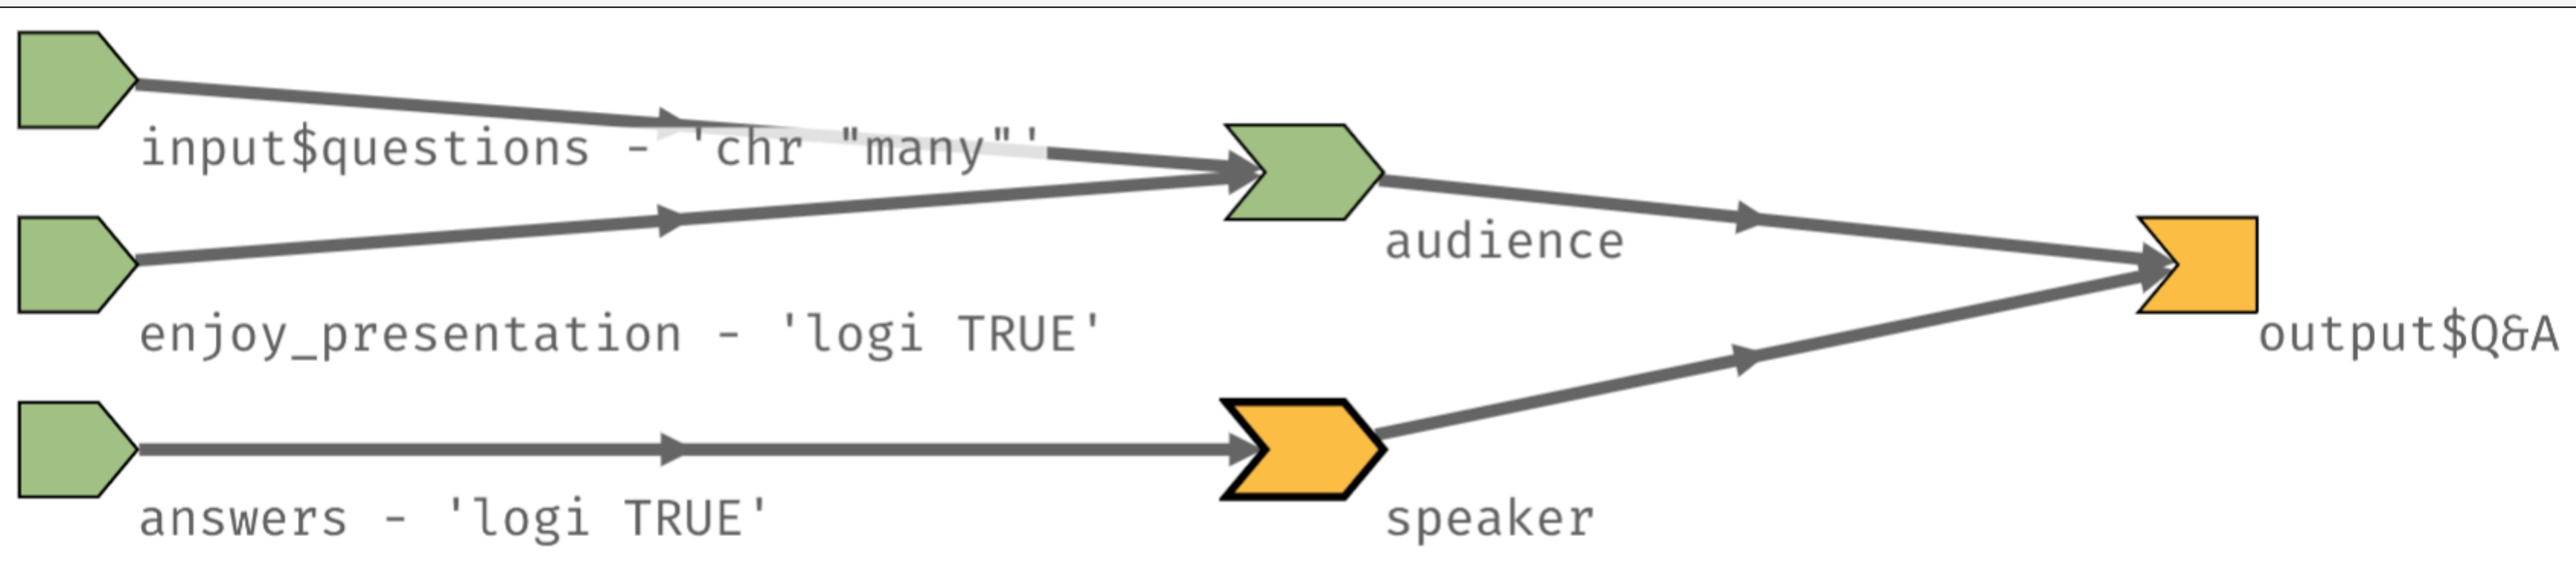 input$questions - 'chr "many"'
audience
enjoy_presentation - 'logi TRUE'
output$Q&A
answers - 'logi TRUE'
speaker